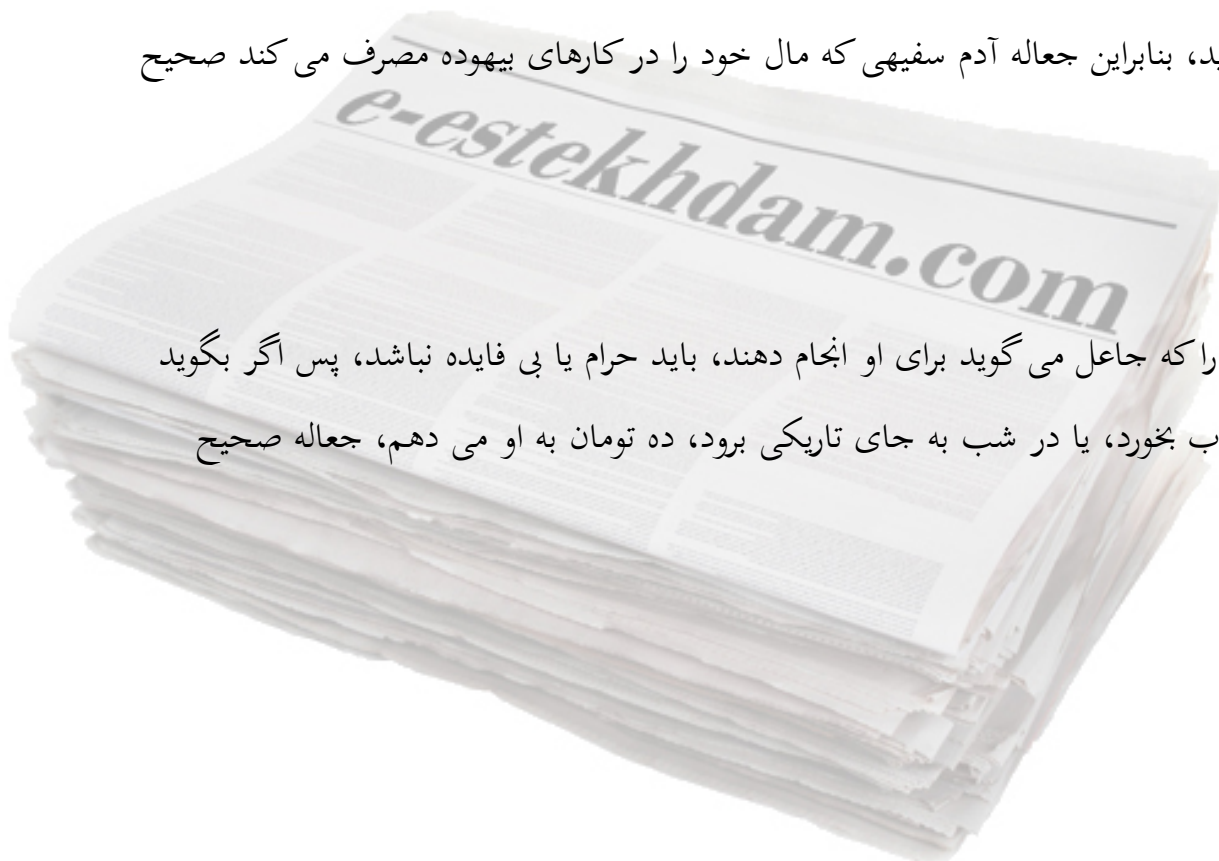 بنابراین جعاله آدم سفیهی که مال خود را در کارهای بیهوده مصرف می کند صحیح
e-estekhdam.com
را که جاعل می گوید برای او انجام دهند، باید حرام یا بی فایده نباشد، پس اگر بگوید
بخورد، یا در شب به جای تاریکی برود، ده تومان به او می دهم، جعاله صحیح